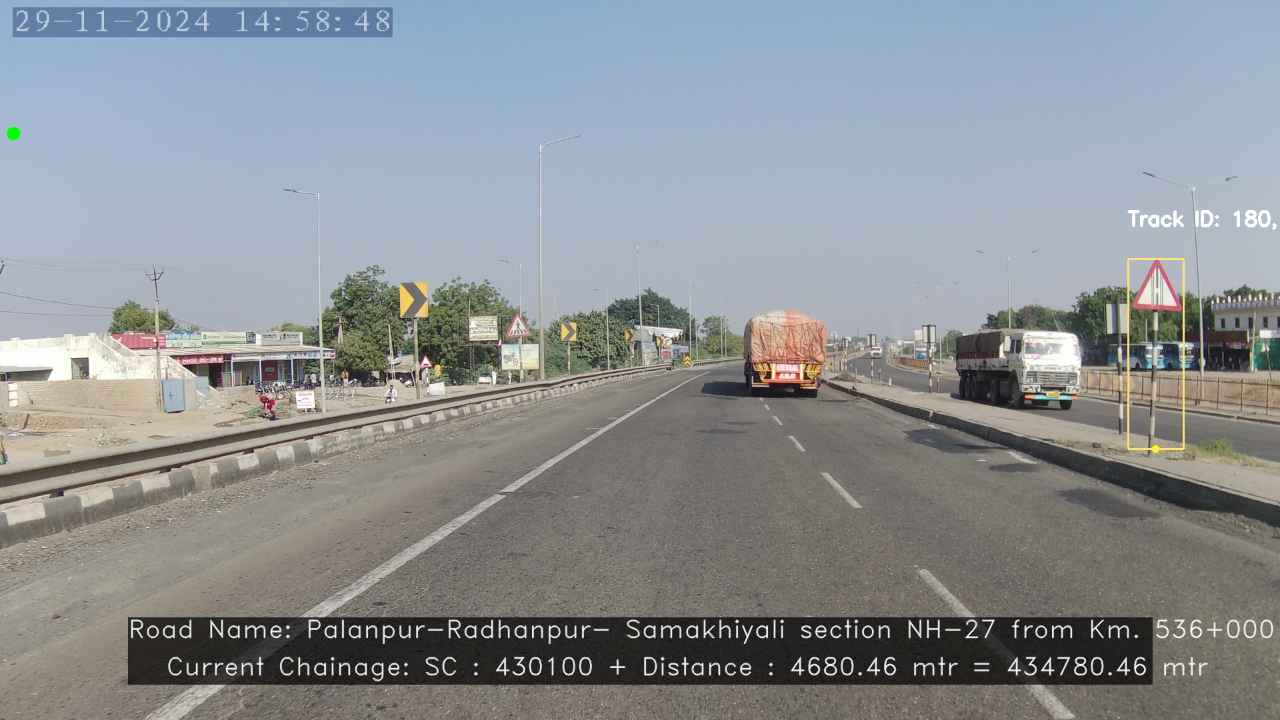 29-11-2024 14:58:48
Track ID: 180,
Road Name: Palanpur-Radhanpur- Samakhiyali section NH-27 from Km. 536+000
Current Chainage: SC : 430100 + Distance : 4680.46 mtr = 434780.46 mtr